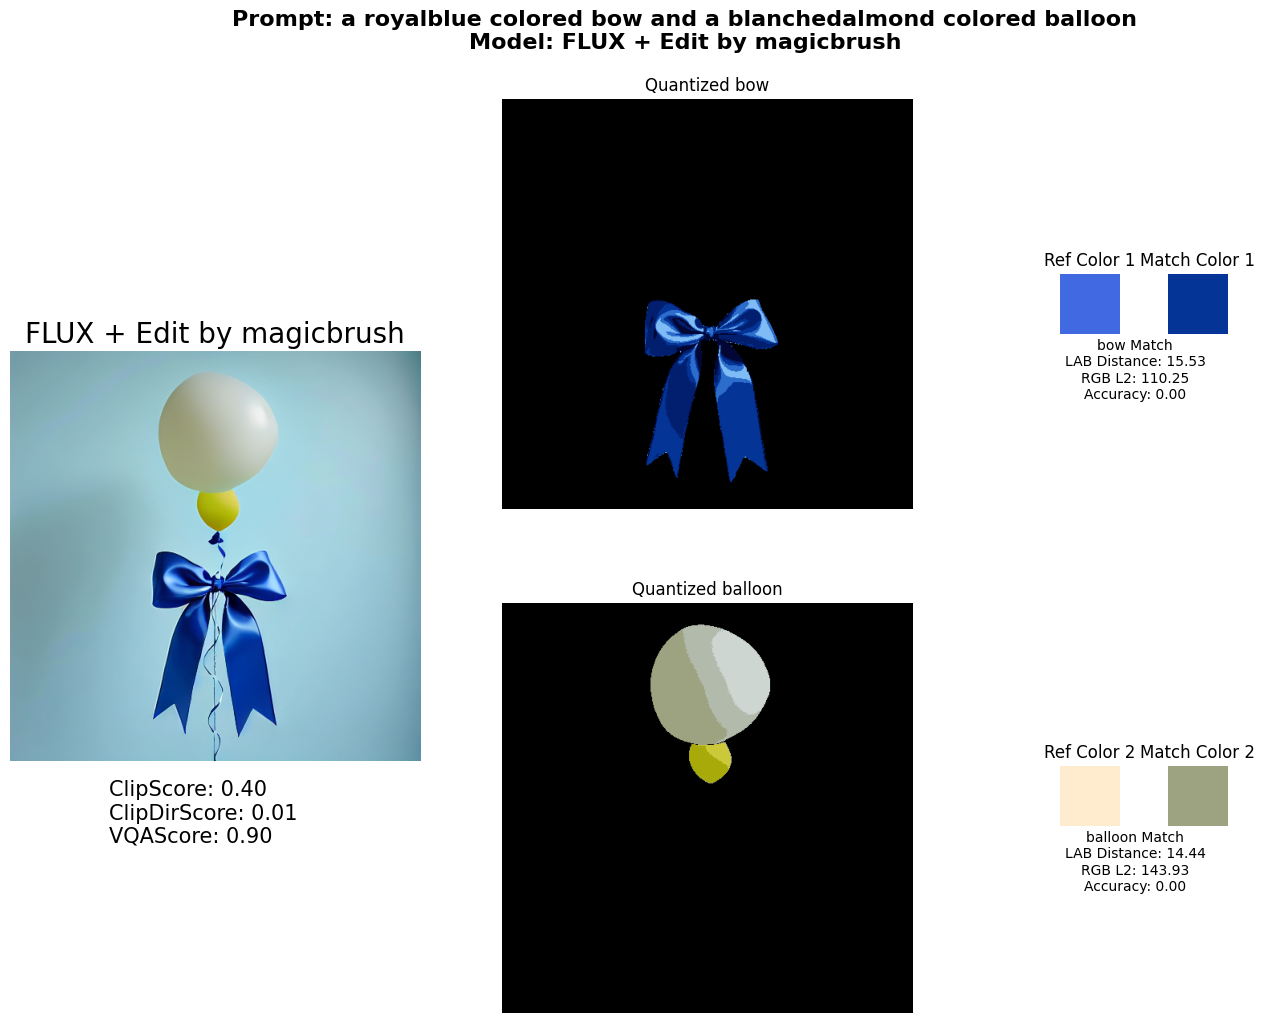 Prompt: a royalblue colored bow and a blanchedalmond colored balloon
Model: FLUX + Edit by magicbrush
FLUX + Edit by magicbrush
ClipScore: 0.40
ClipDirScore: 0.01
VQAScore: 0.90
Quantized bow
Ref Color 1 Match Color 1
bow Match
LAB Distance: 15.53
RGB L2: 110.25
Accuracy: 0.00
Quantized balloon
Ref Color 2 Match Color 2
balloon Match
LAB Distance: 14.44
RGB L2: 143.93
Accuracy: 0.00